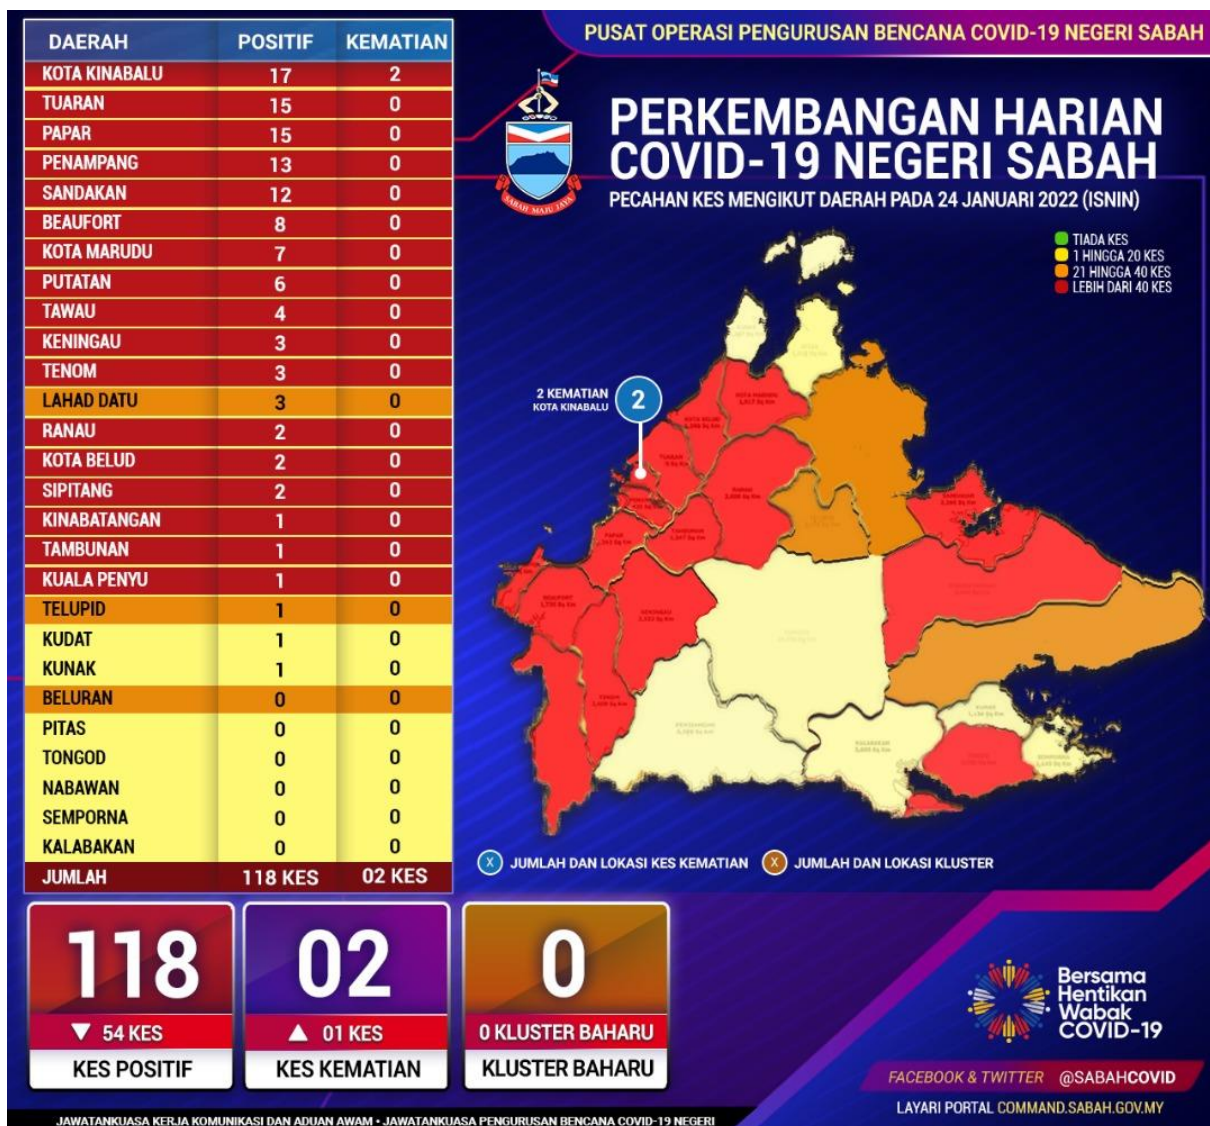 PUSAT OPERASI PENGURUSAN BENCANA COVID-19 NEGERI SABAH
PERKEMBANGAN HARIAN
COVID-19 NEGERI SABAH
PECAHAN KES MENGIKUT DAERAH PADA 24 JANUARI 2022 (ISNIN)
SABAH MAJU JAYA
DAERAH POSITIF KEMATIAN
KOTA KINABALU 17 2
TUARAN 15 0
PAPAR 15 0
PENAMPANG 13 0
SANDAKAN 12 0
BEAUFORT 8 0
KOTA MARUDU 7 0
PUTATAN 6 0
TAWAU 4 0
KENINGAU 3 0
TENOM 3 0
LAHAD DATU 3 0
RANAU 2 0
KOTA BELUD 2 0
SIPITANG 2 0
KINABATANGAN 1 0
TAMBUNAN 1 0
KUALA PENYU 1 0
TELUPID 1 0
KUDAT 1 0
KUNAK 1 0
BELURAN 0 0
PITAS 0 0
TONGOD 0 0
NABAWAN 0 0
SEMPORNA 0 0
KALABAKAN 0 0
JUMLAH 118 KES 02 KES
TIADA KES
1 HINGGA 20 KES
21 HINGGA 40 KES
LEBIH DARI 40 KES
2 KEMATIAN
KOTA KINABALU
2
X JUMLAH DAN LOKASI KES KEMATIAN X JUMLAH DAN LOKASI KLUSTER
118
▼ 54 KES
KES POSITIF
02
▲ 01 KES
KES KEMATIAN
0
0 KLUSTER BAHARU
KLUSTER BAHARU
Bersama
Hentikan
Wabak
COVID-19
FACEBOOK & TWITTER @SABAHCOVID
LAYARI PORTAL COMMAND.SABAH.GOV.MY
JAWATANKUASA KERJA KOMUNIKASI DAN ADUAN AWAM • JAWATANKUASA PENGURUSAN BENCANA COVID-19 NEGERI